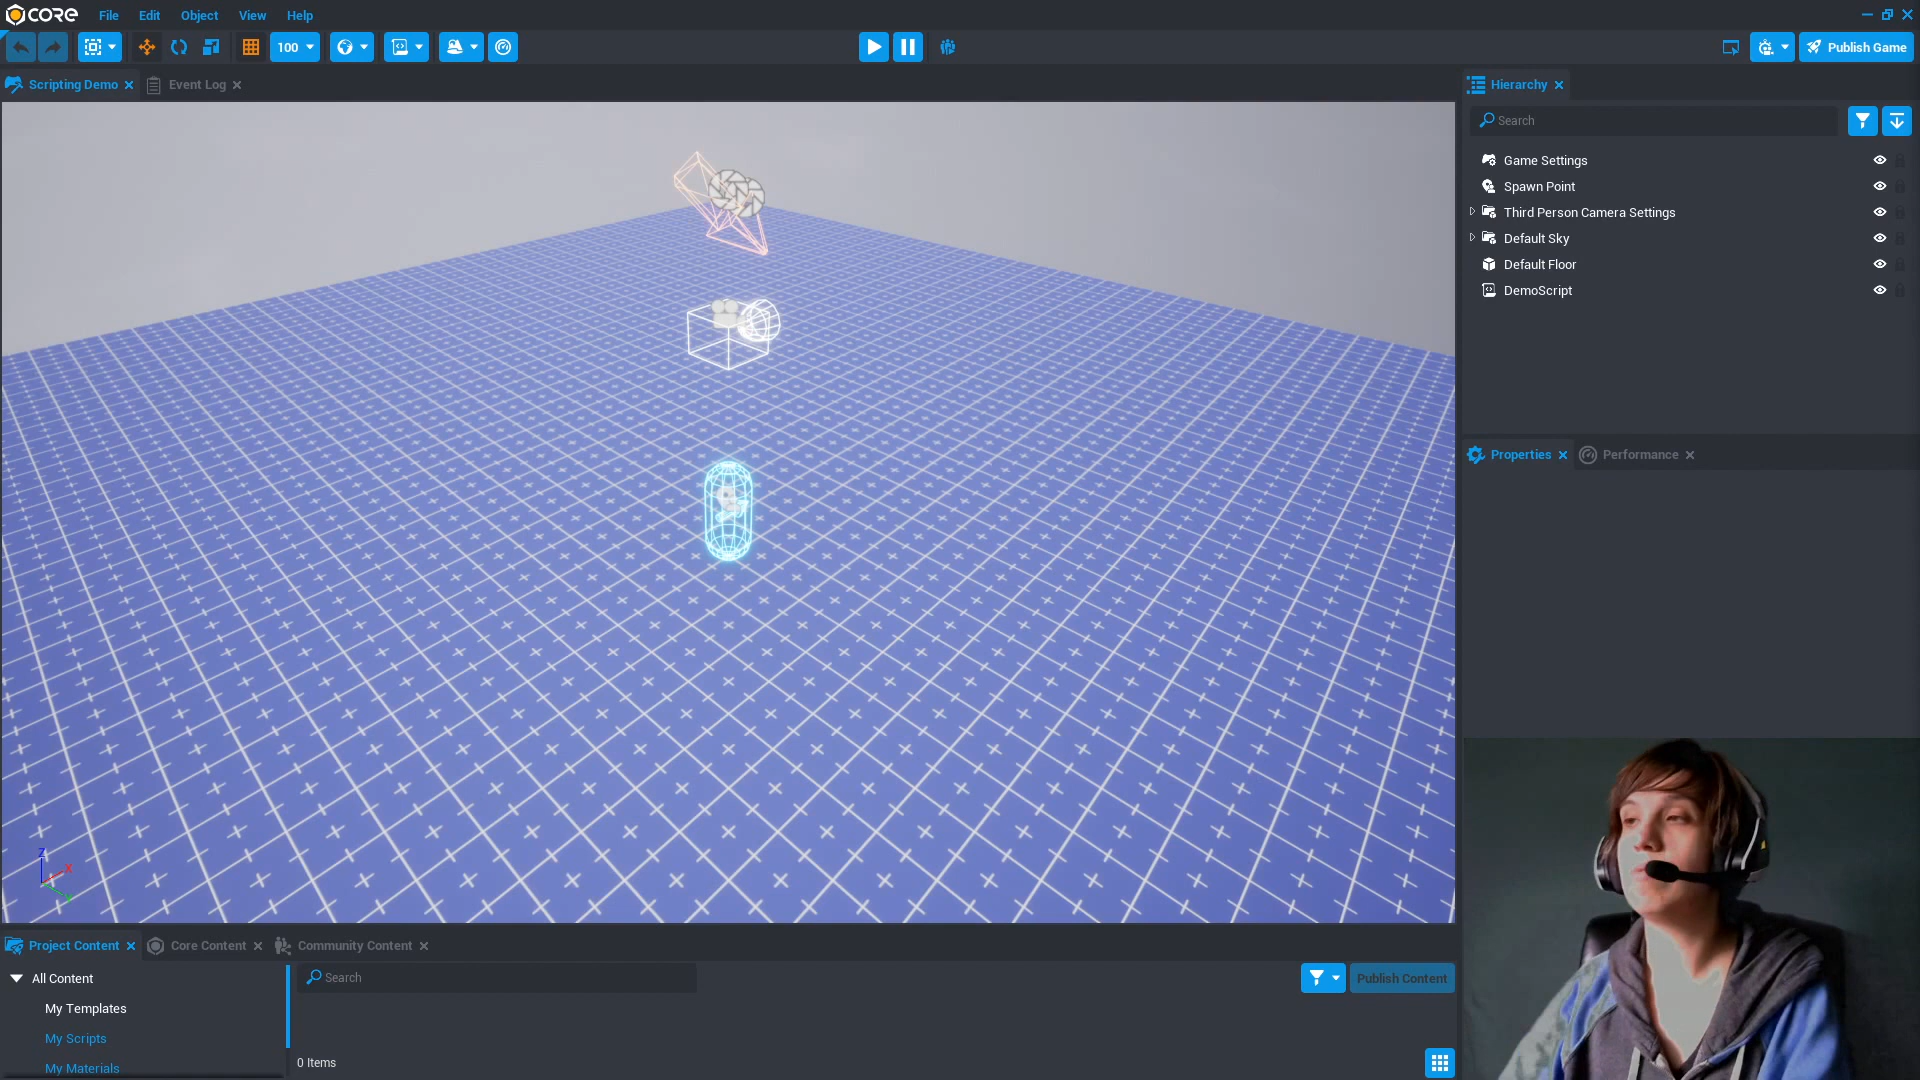 CORE
File
Edit
Object
View
Help
100
Publish Game
Scripting Demo
Event Log
Hierarchy
Search
Game Settings
Spawn Point
Third Person Camera Settings
Default Sky
Default Floor
DemoScript
Properties
Performance
Z
X
Y
Project Content
Core Content
Community Content
All Content
Search
Publish Content
My Templates
My Scripts
My Materials
0 Items